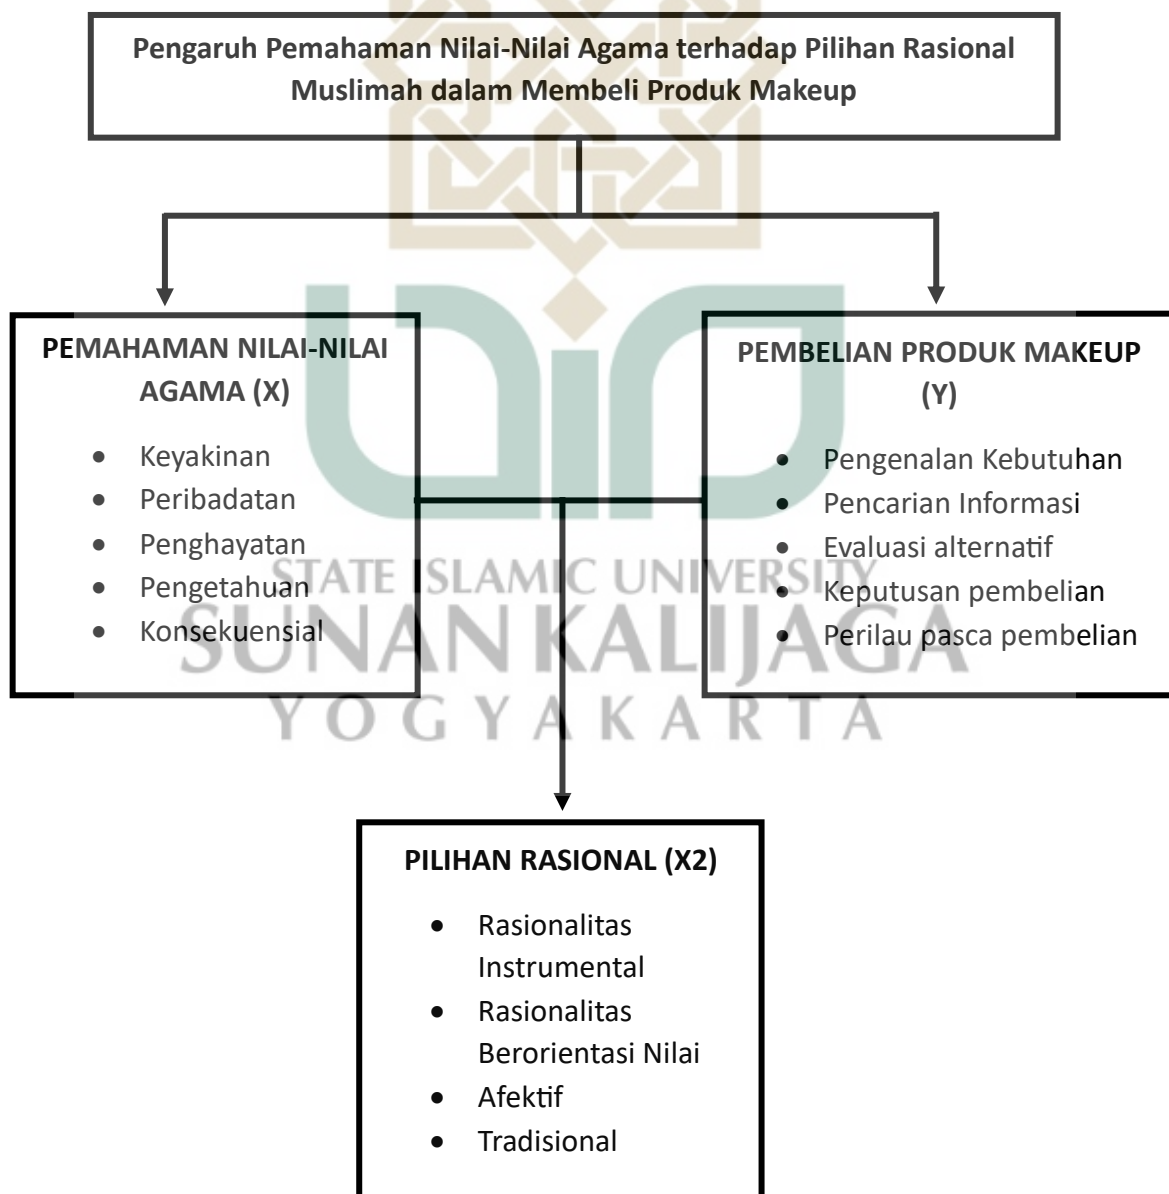 Pengaruh Pemahaman Nilai-Nilai Agama terhadap Pilihan Rasional
Muslimah dalam Membeli Produk Makeup
PEMAHAMAN NILAI-NILAI
AGAMA (X)
• Keyakinan
• Peribadatan
• Penghayatan
• Pengetahuan
• Konsekuensial
PEMBELIAN PRODUK MAKEUP
(Y)
• Pengenalan Kebutuhan
• Pencarian Informasi
• Evaluasi alternatif
• Keputusan pembelian
• Perilau pasca pembelian
STATE ISLAMIC UNIVERSITY
SUNAN KALIJAGA
YOGYAKARTA
PILIHAN RASIONAL (X2)
• Rasionalitas
Instrumental
• Rasionalitas
Berorientasi Nilai
• Afektif
• Tradisional